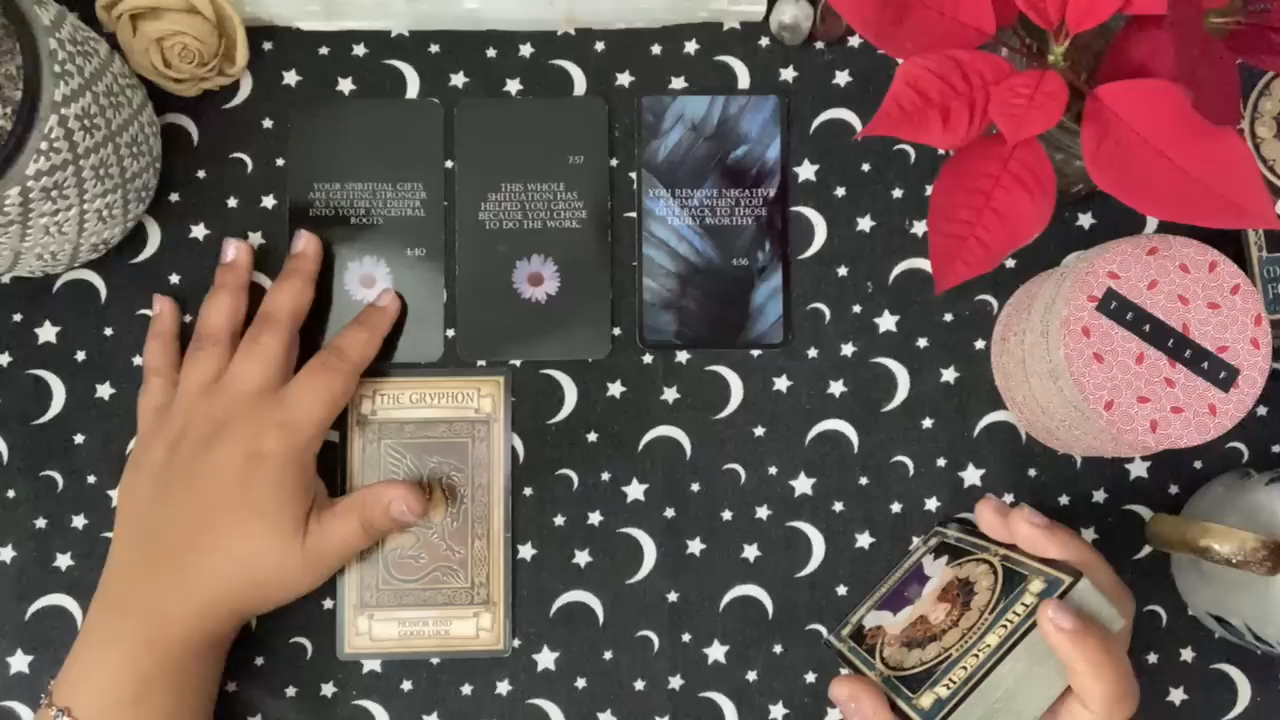 YOUR SPIRITUAL GIFTS
ARE GETTING STRONGER
AS YOU DELVE DEEPER
INTO YOUR ANCESTRAL
ROOTS
4:40
7:57
THIS WHOLE
SHITUATION HAS
HELPED YOU GROW
BECAUSE YOU CHOSE
TO DO THE WORK.
YOU REMOVE NEGATIVE
KARMA WHEN YOU
GIVE BACK TO THOSE
TRULY WORTHY.
4:56
THE GRYPHON
HONOR AND
GOOD LUCK
TEA LEAF
THE SEER